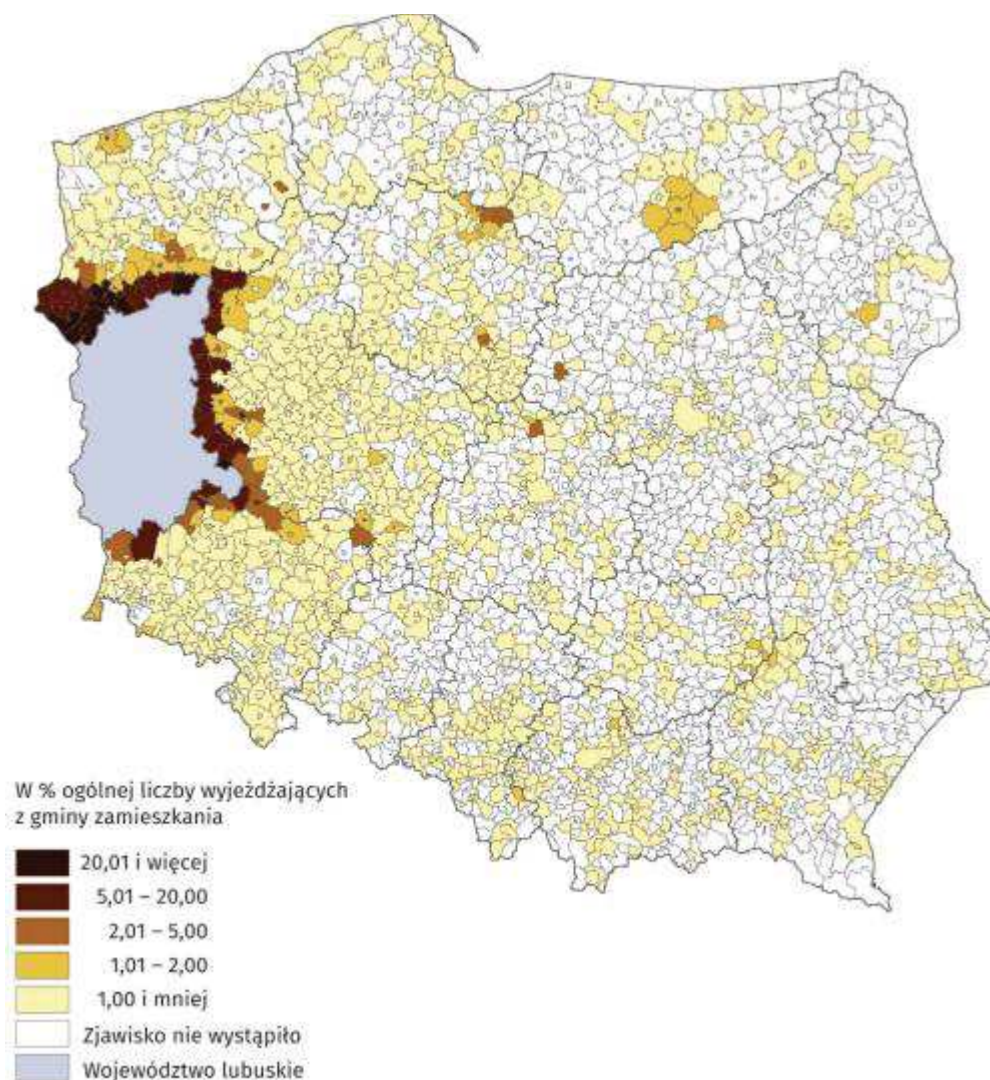 W % ogólnej liczby wyjeżdżających
z gminy zamieszkania
20,01 i więcej
5,01 – 20,00
2,01 – 5,00
1,01 – 2,00
1,00 i mniej
Zjawisko nie wystąpiło
Województwo lubuskie